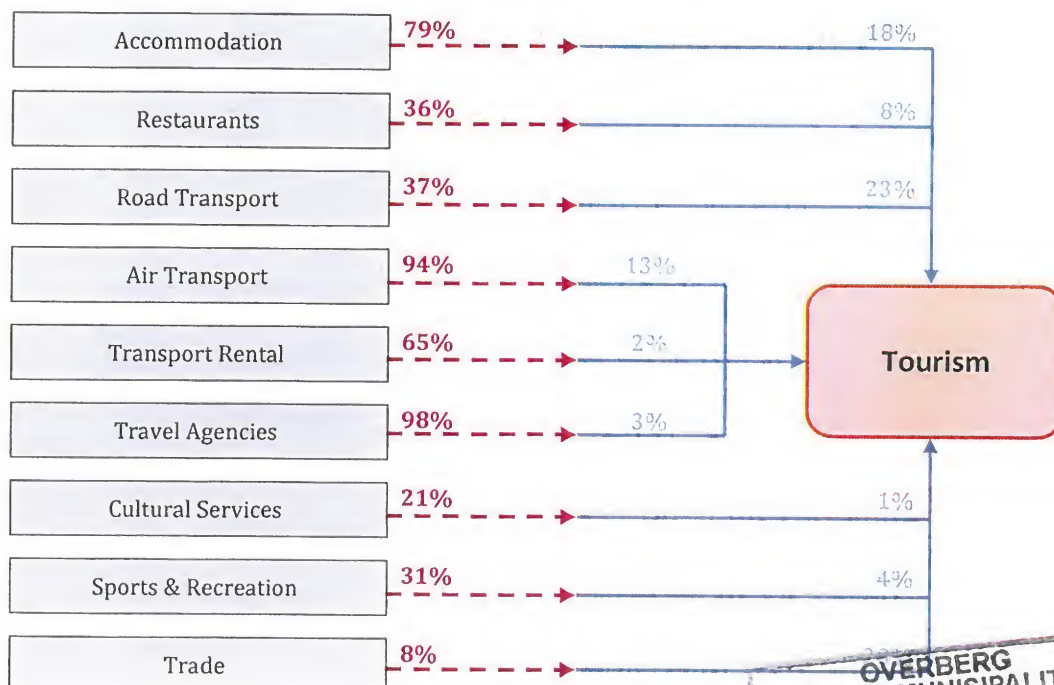 Accommodation 79% 18%
Restaurants 36% 8%
Road Transport 37% 23%
Air Transport 94% 13%
Transport Rental 65% 2%
Tourism
Travel Agencies 98% 3%
Cultural Services 21% 1%
Sports & Recreation 31% 4%
Trade 8%
OVERBERG